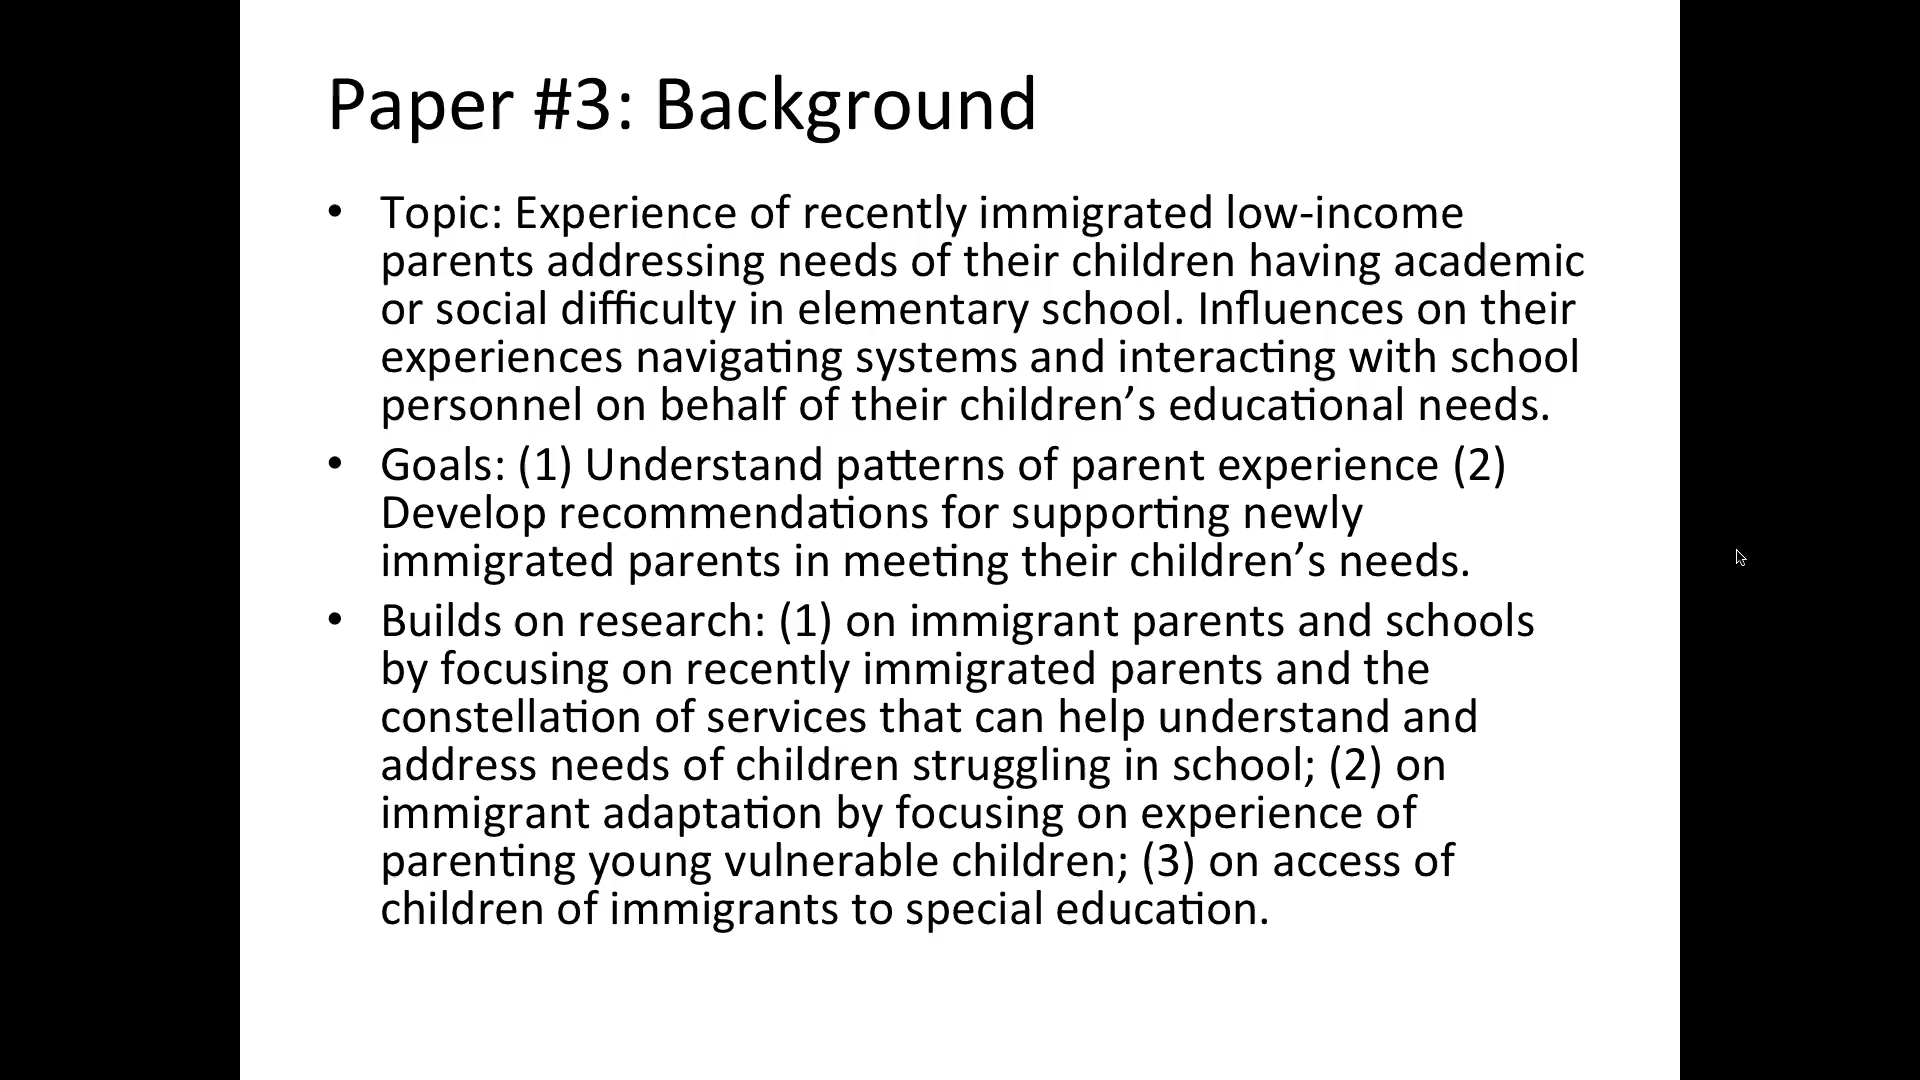 Paper #3: Background
• Topic: Experience of recently immigrated low-income
parents addressing needs of their children having academic
or social difficulty in elementary school. Influences on their
experiences navigating systems and interacting with school
personnel on behalf of their children’s educational needs.
• Goals: (1) Understand patterns of parent experience (2)
Develop recommendations for supporting newly
immigrated parents in meeting their children’s needs.
• Builds on research: (1) on immigrant parents and schools
by focusing on recently immigrated parents and the
constellation of services that can help understand and
address needs of children struggling in school; (2) on
immigrant adaptation by focusing on experience of
parenting young vulnerable children; (3) on access of
children of immigrants to special education.